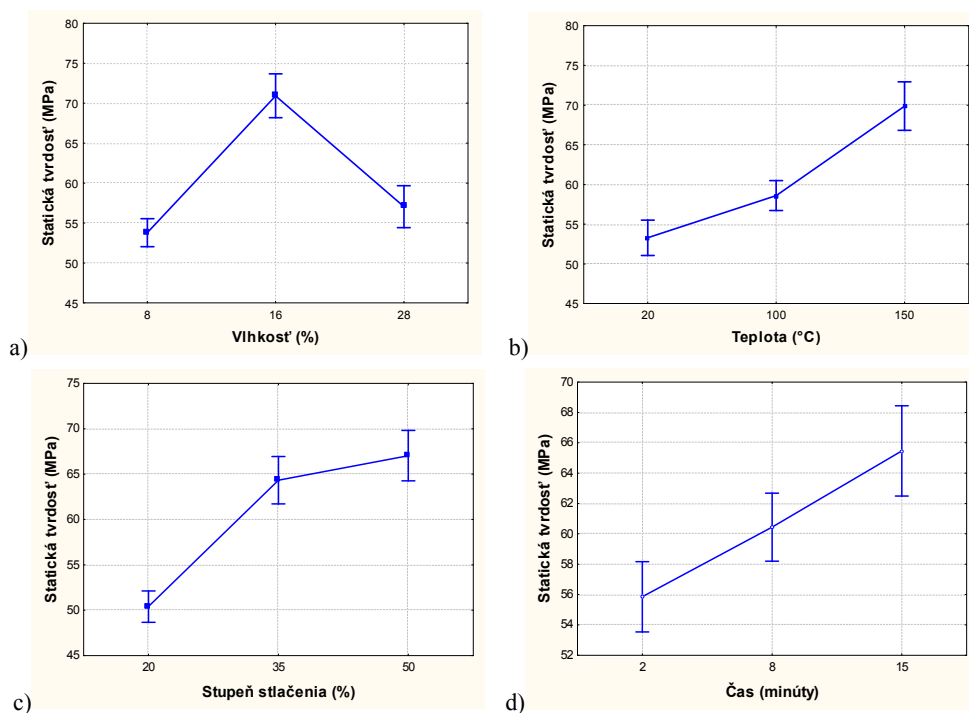 80
75
70
65
60
55
50
45
Statická tvrdosť (MPa)
8 16 28
Vlhkosť (%)
a)
80
75
70
65
60
55
50
45
Statická tvrdosť (MPa)
20 100 150
Teplota (°C)
b)
75
70
65
60
55
50
45
Statická tvrdosť (MPa)
20 35 50
Stupeň stlačenia (%)
c)
70
68
66
64
62
60
58
56
54
52
Statická tvrdosť (MPa)
2 8 15
Čas (minúty)
d)